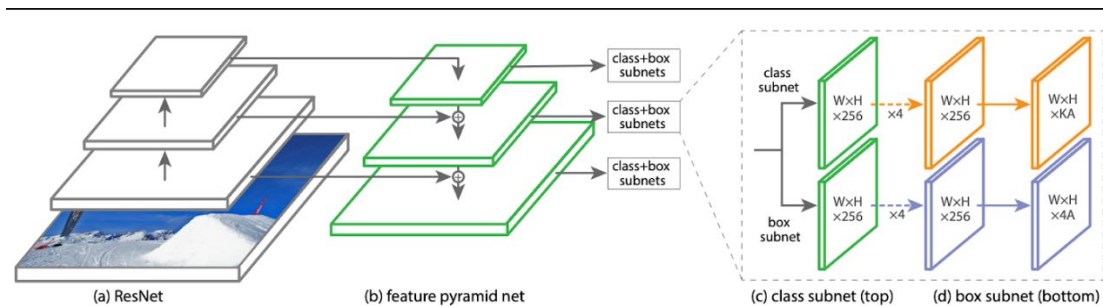 class+box
subnets
class+box
subnets
class+box
subnets
class
subnet
W×H
×256
×4
W×H
×256
W×H
×KA
box
subnet
W×H
×256
×4
W×H
×256
W×H
×4A
(a) ResNet
(b) feature pyramid net
(c) class subnet (top)
(d) box subnet (bottom)